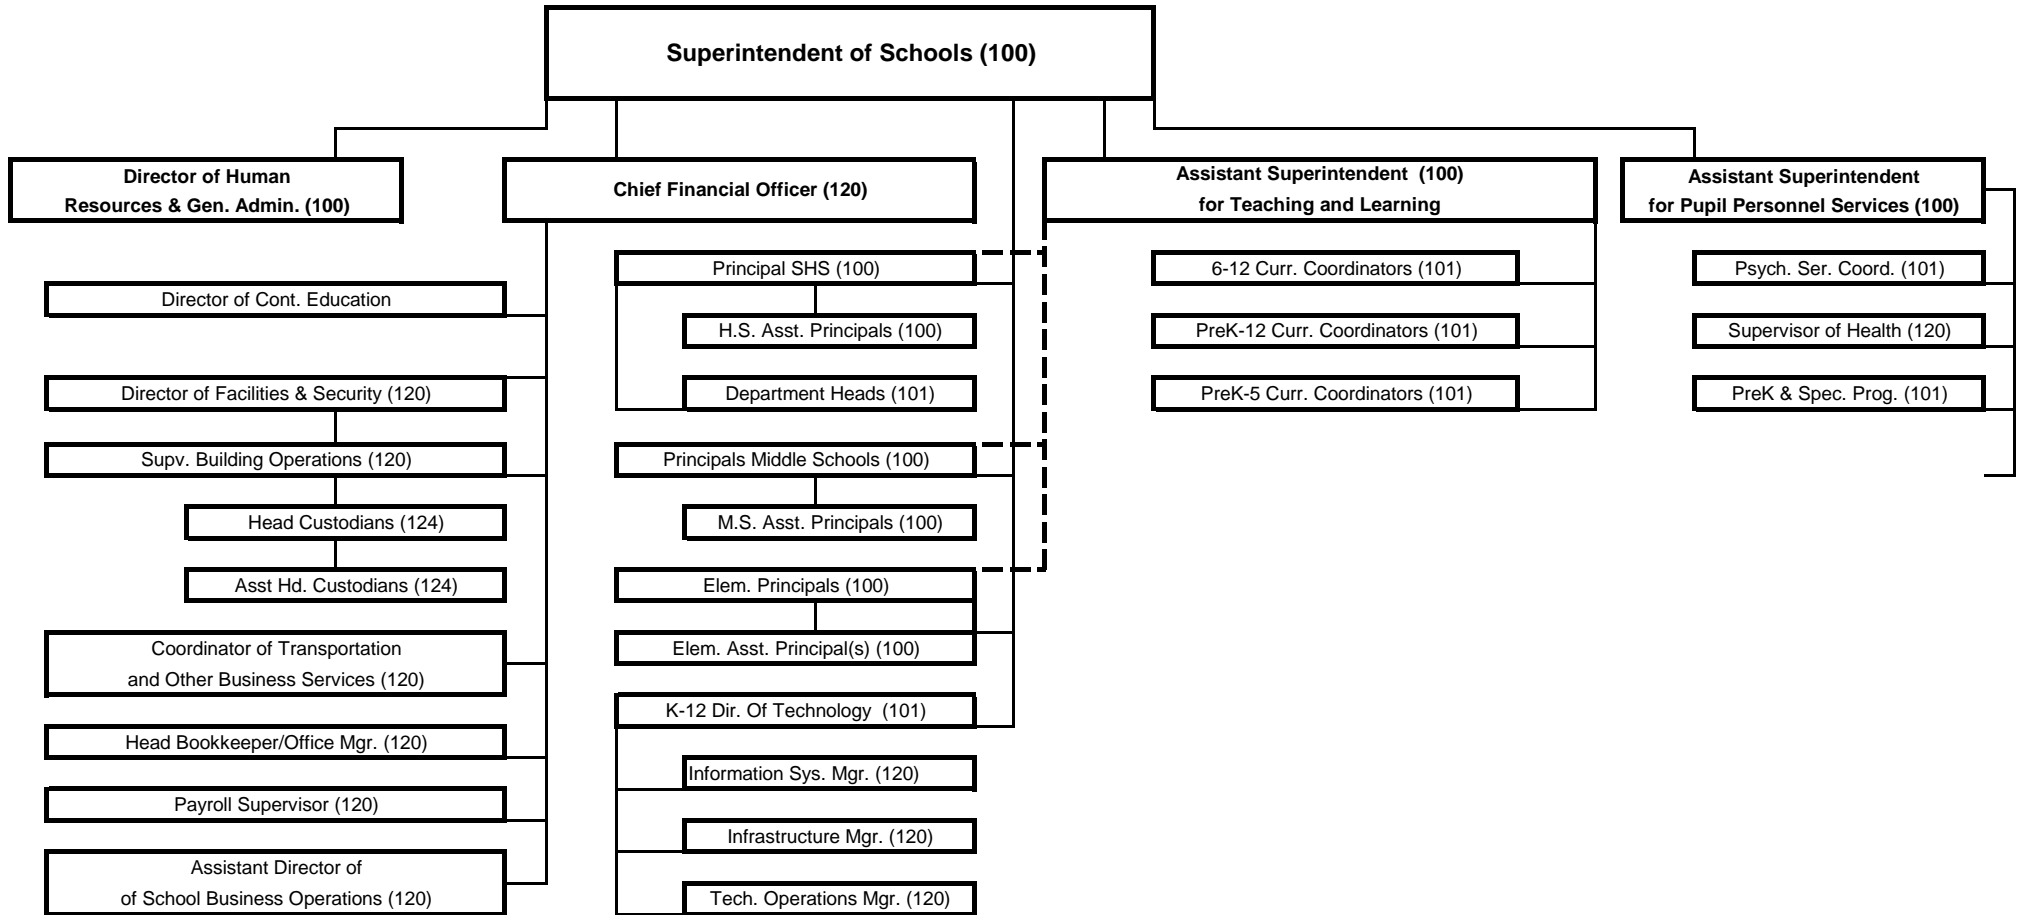 Superintendent of Schools (100)
Director of Human
Resources & Gen. Admin. (100)
Chief Financial Officer (120)
Assistant Superintendent (100)
for Teaching and Learning
Assistant Superintendent
for Pupil Personnel Services (100)
Director of Cont. Education
Director of Facilities & Security (120)
Supv. Building Operations (120)
Head Custodians (124)
Asst Hd. Custodians (124)
Coordinator of Transportation
and Other Business Services (120)
Head Bookkeeper/Office Mgr. (120)
Payroll Supervisor (120)
Assistant Director of
of School Business Operations (120)
Principal SHS (100)
H.S. Asst. Principals (100)
Department Heads (101)
Principals Middle Schools (100)
M.S. Asst. Principals (100)
Elem. Principals (100)
Elem. Asst. Principal(s) (100)
K-12 Dir. Of Technology (101)
Information Sys. Mgr. (120)
Infrastructure Mgr. (120)
Tech. Operations Mgr. (120)
6-12 Curr. Coordinators (101)
PreK-12 Curr. Coordinators (101)
PreK-5 Curr. Coordinators (101)
Psych. Ser. Coord. (101)
Supervisor of Health (120)
PreK & Spec. Prog. (101)